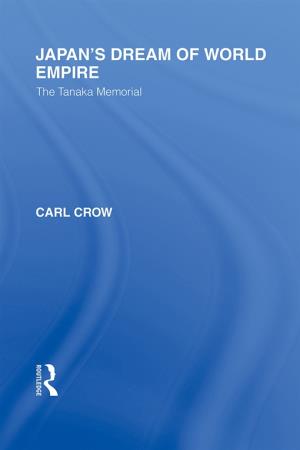 JAPAN'S DREAM OF WORLD
EMPIRE
The Tanaka Memorial
CARL CROW
ROUTLEDGE